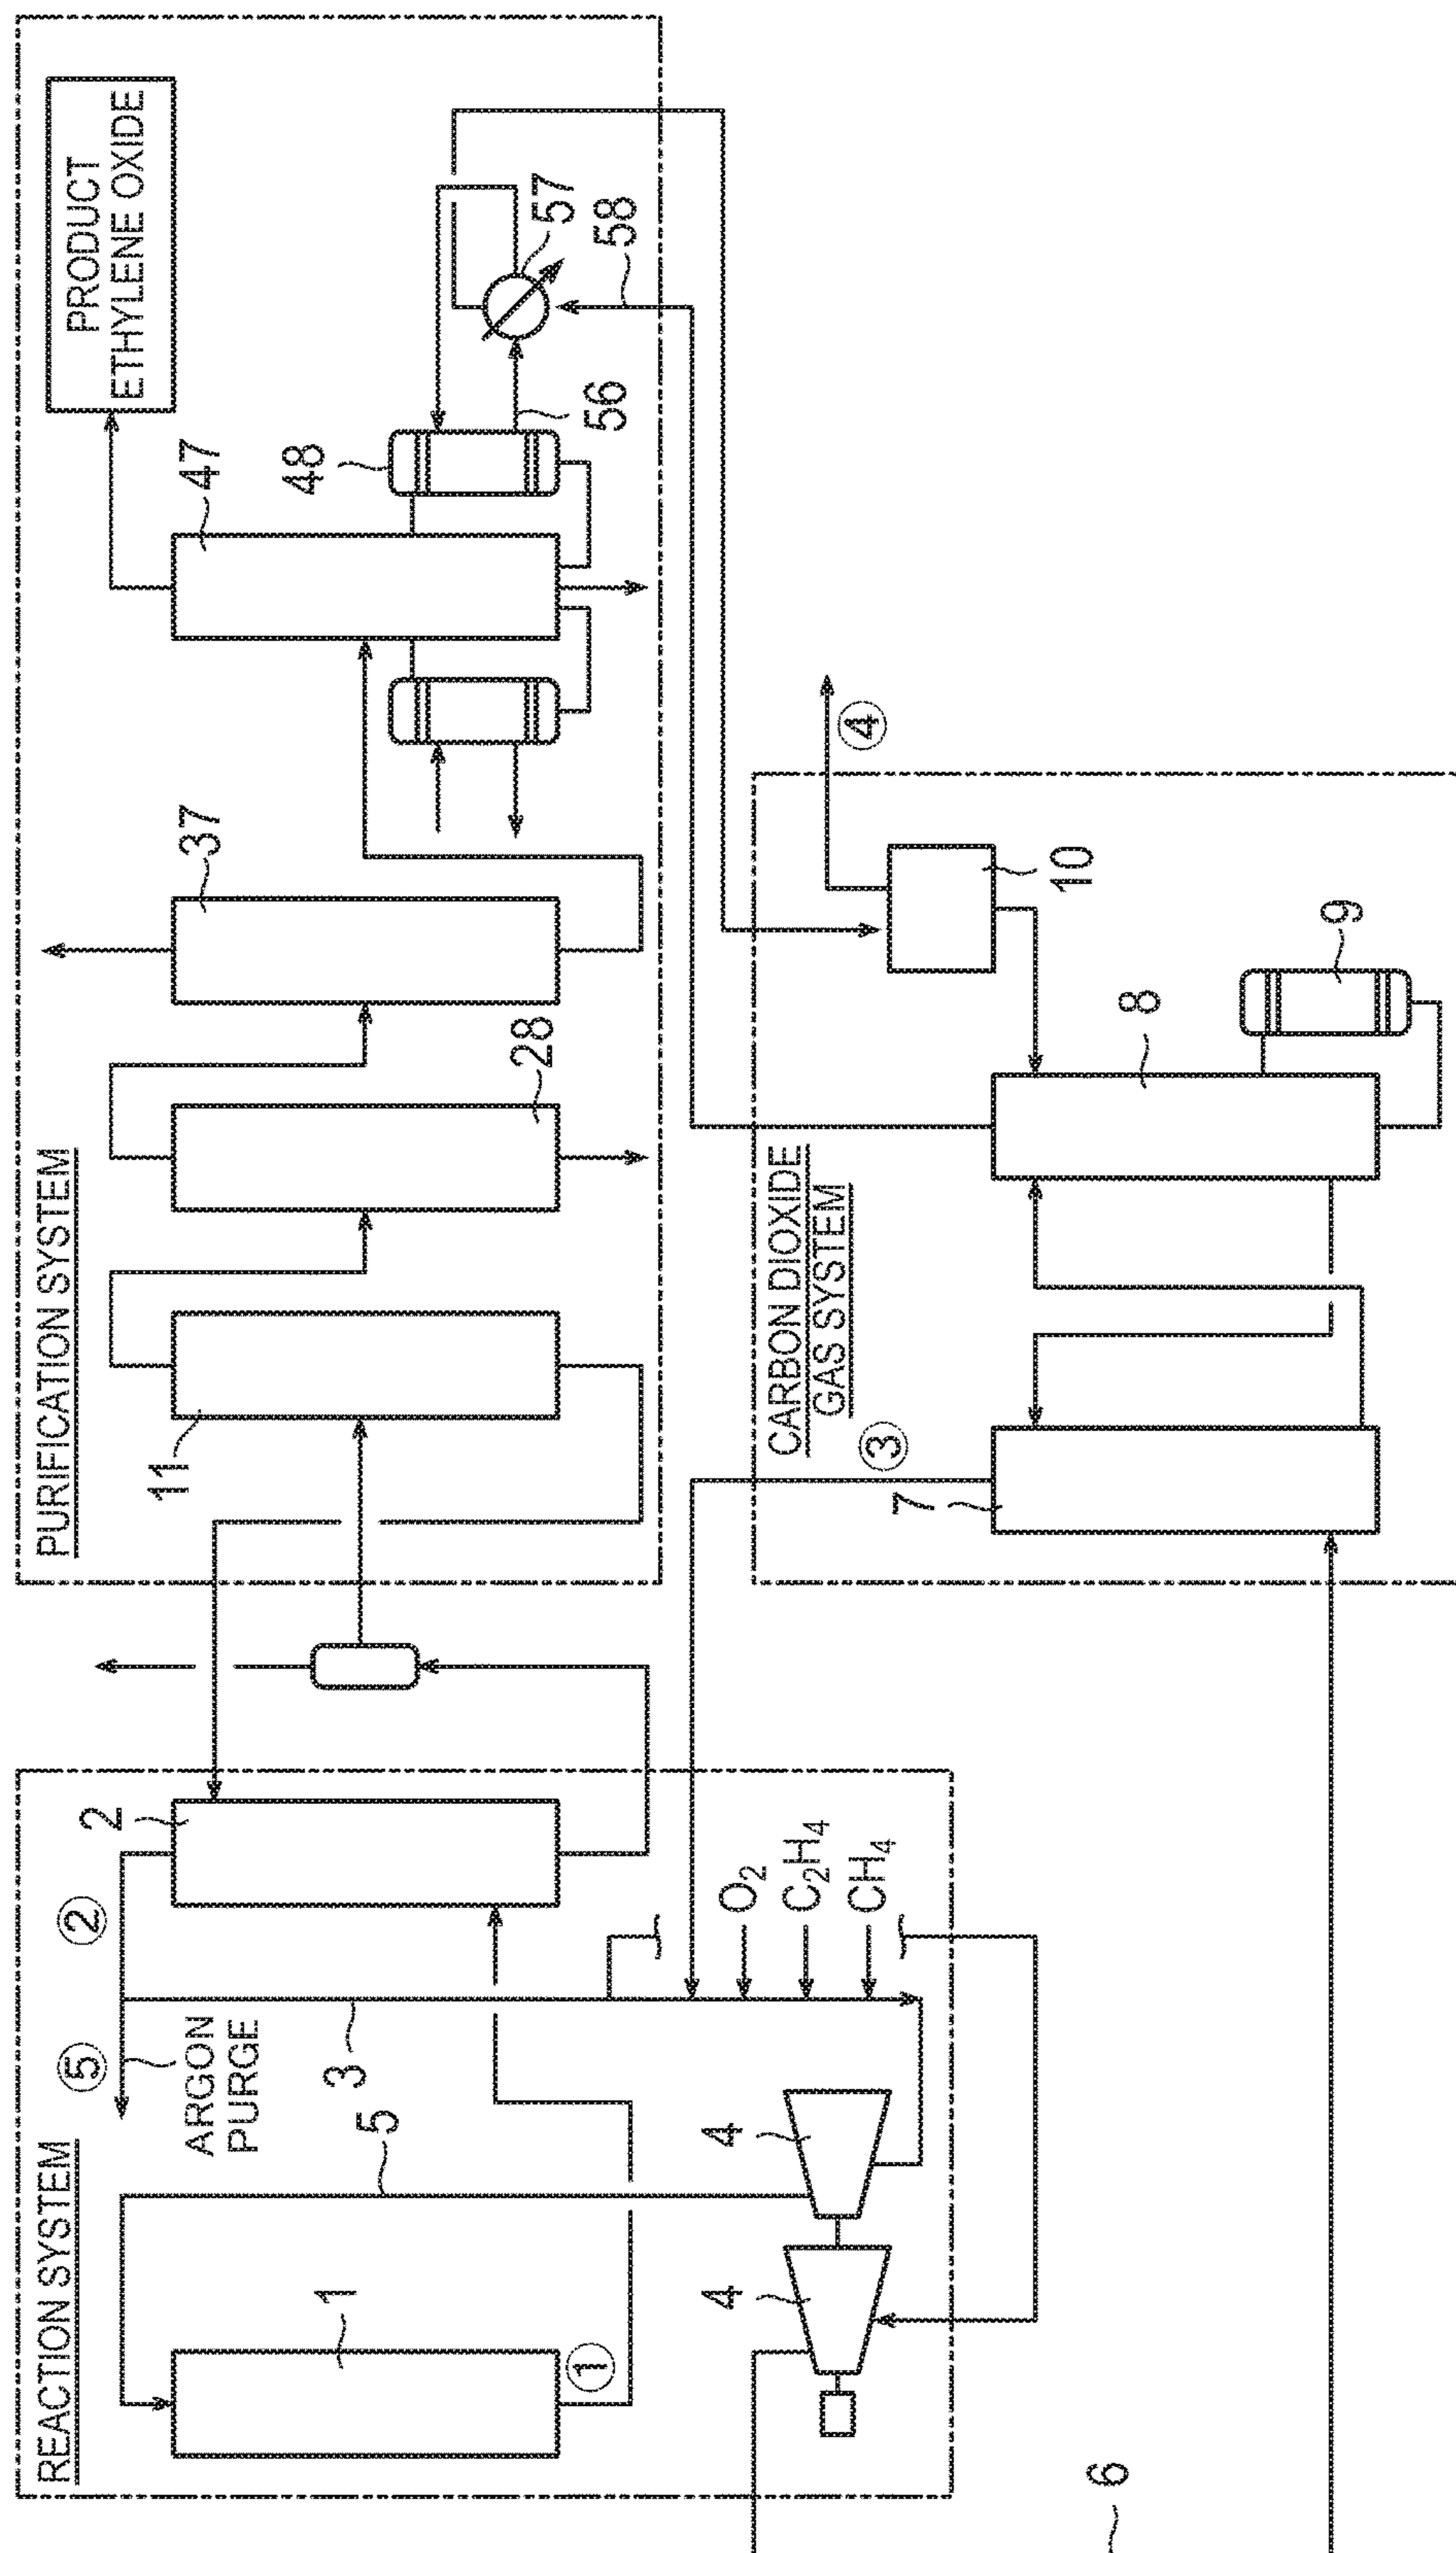 REACTION SYSTEM
1
①
5
ARGON
PURGE
⑤
②
2
3
O2
C2H4
CH4
4
4
6
PURIFICATION SYSTEM
11
28
37
47
48
PRODUCT
ETHYLENE OXIDE
56
57
58
CARBON DIOXIDE
GAS SYSTEM
③
7
8
9
10
④